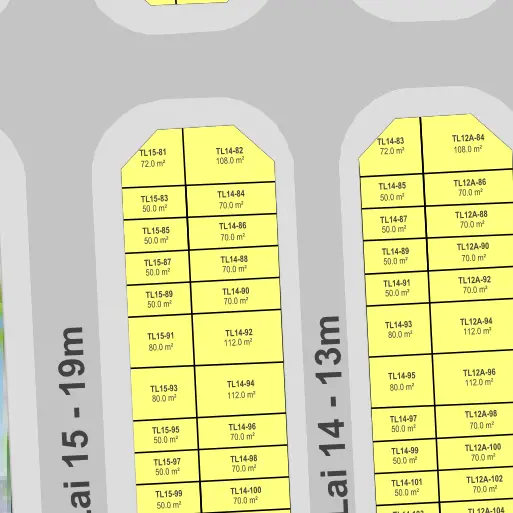 TL15-81
72.0 m²
TL14-82
108.0 m²
TL15-83
50.0 m²
TL14-84
70.0 m²
TL15-85
50.0 m²
TL14-86
70.0 m²
TL15-87
50.0 m²
TL14-88
70.0 m²
TL15-89
50.0 m²
TL14-90
70.0 m²
TL15-91
80.0 m²
TL14-92
112.0 m²
TL15-93
80.0 m²
TL14-94
112.0 m²
TL15-95
50.0 m²
TL14-96
70.0 m²
TL15-97
50.0 m²
TL14-98
70.0 m²
TL15-99
50.0 m²
TL14-100
70.0 m²
TL14-83
72.0 m²
TL12A-84
108.0 m²
TL14-85
50.0 m²
TL12A-86
70.0 m²
TL14-87
50.0 m²
TL12A-88
70.0 m²
TL14-89
50.0 m²
TL12A-90
70.0 m²
TL14-91
50.0 m²
TL12A-92
70.0 m²
TL14-93
80.0 m²
TL12A-94
112.0 m²
TL14-95
80.0 m²
TL12A-96
112.0 m²
TL14-97
50.0 m²
TL12A-98
70.0 m²
TL14-99
50.0 m²
TL12A-100
70.0 m²
TL14-101
50.0 m²
TL12A-102
70.0 m²
TL12A-104
Lai 15 - 19m
Lai 14 - 13m